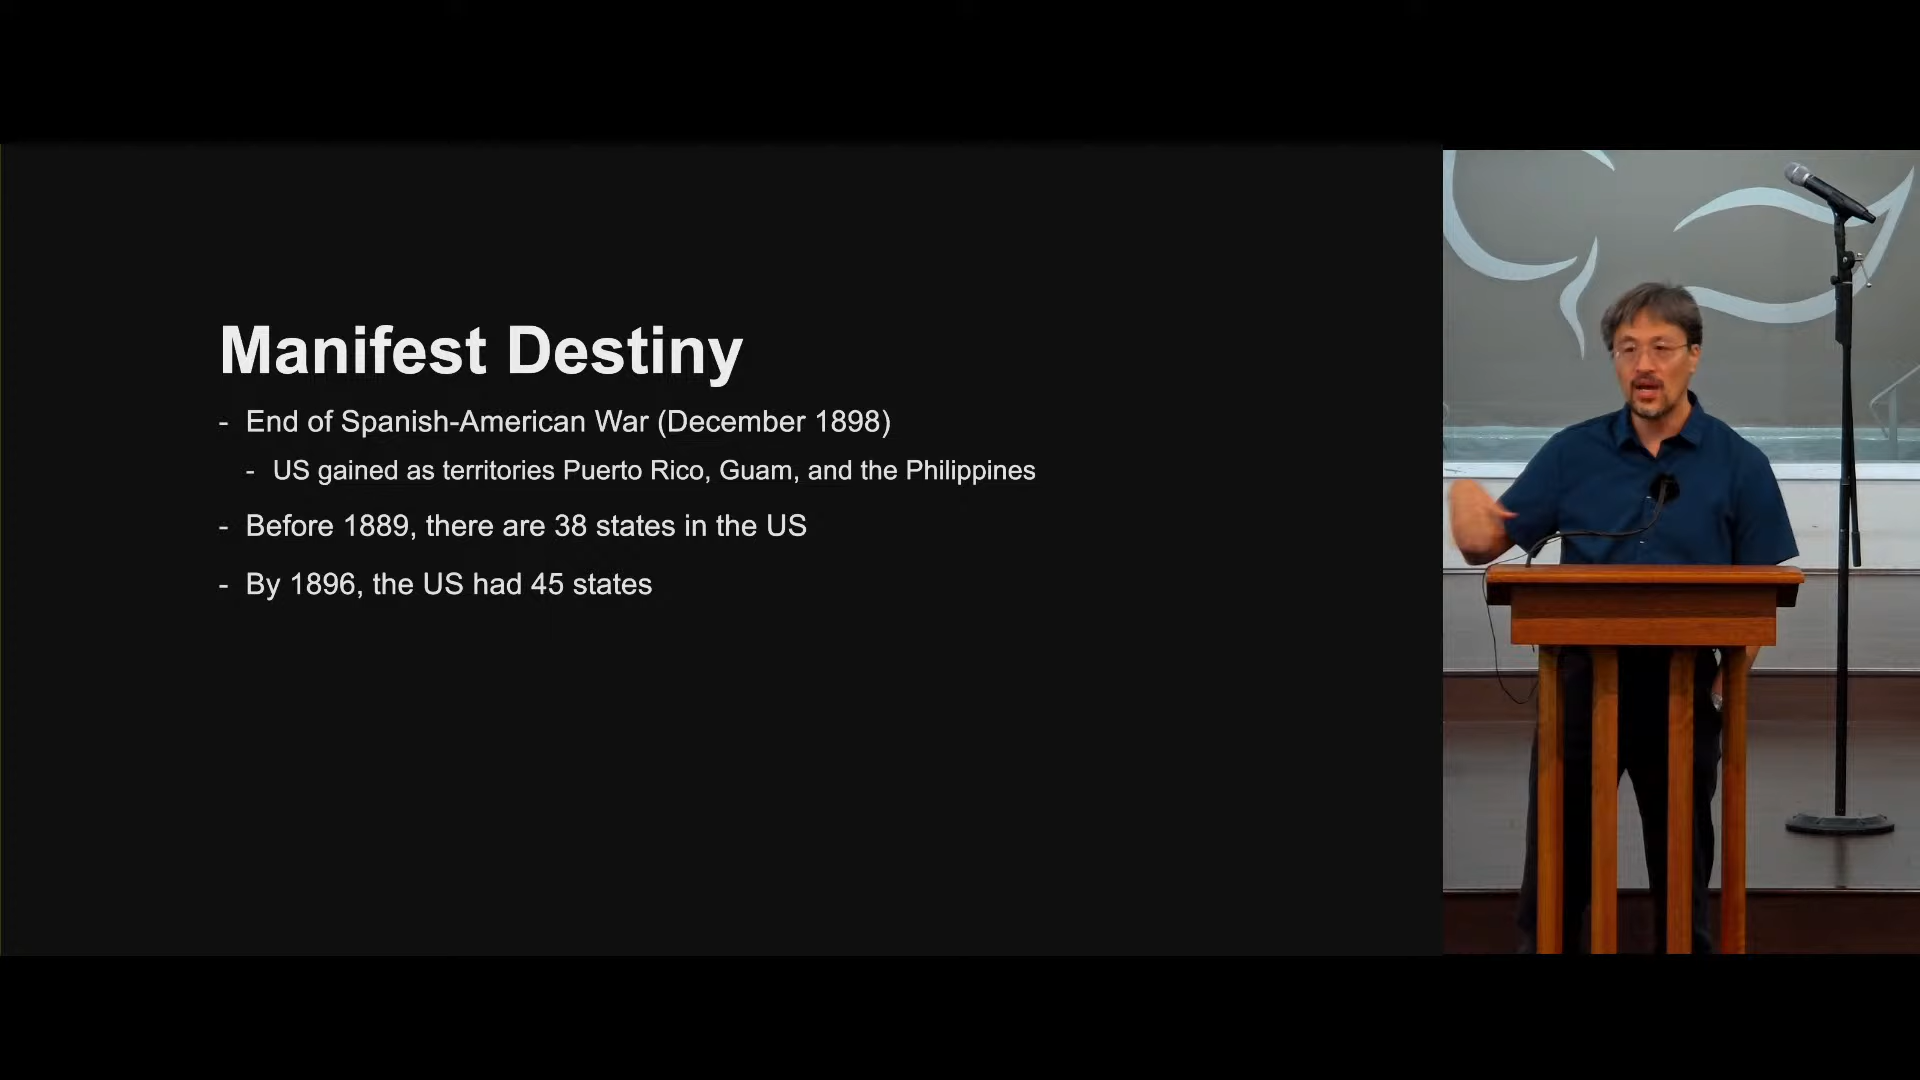 Manifest Destiny
- End of Spanish-American War (December 1898)
- US gained as territories Puerto Rico, Guam, and the Philippines
- Before 1889, there are 38 states in the US
- By 1896, the US had 45 states